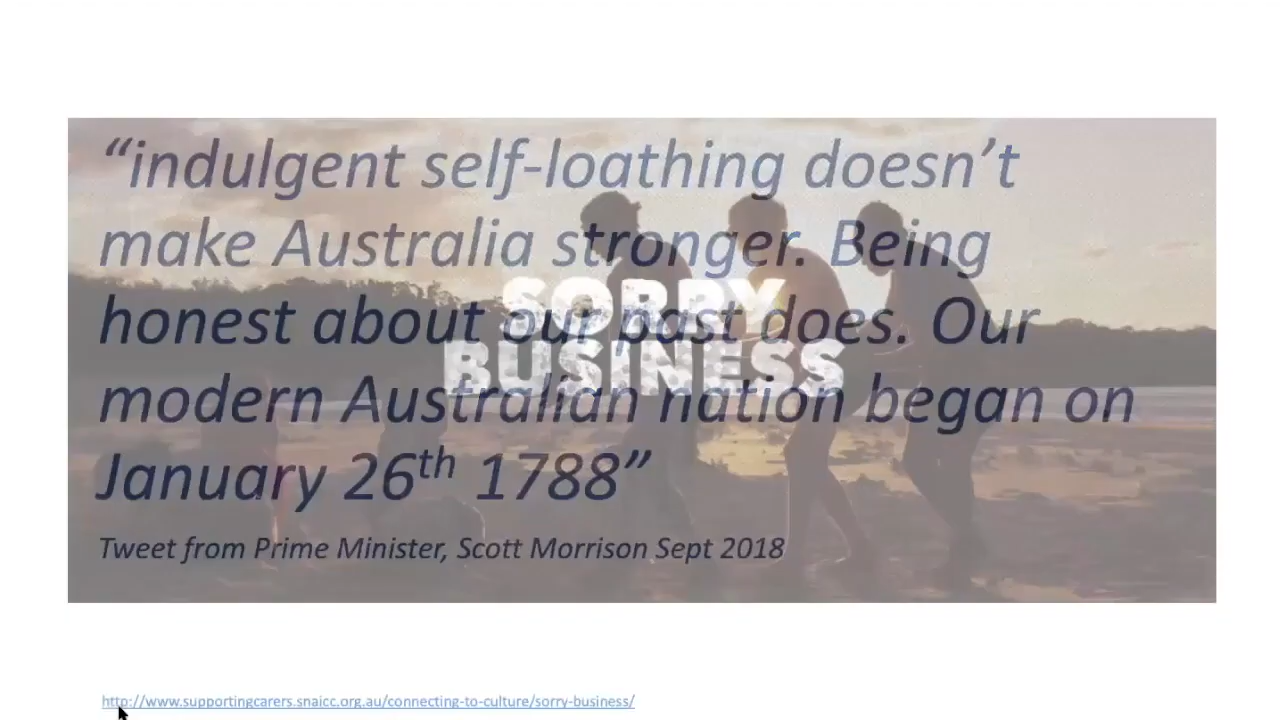 “indulgent self-loathing doesn’t
make Australia stronger. Being
honest about our past does. Our
modern Australian nation began on
January 26th 1788”
SORRY
BUSINESS
Tweet from Prime Minister, Scott Morrison Sept 2018
http://www.supportingcarers.snaicc.org.au/connecting-to-culture/sorry-business/